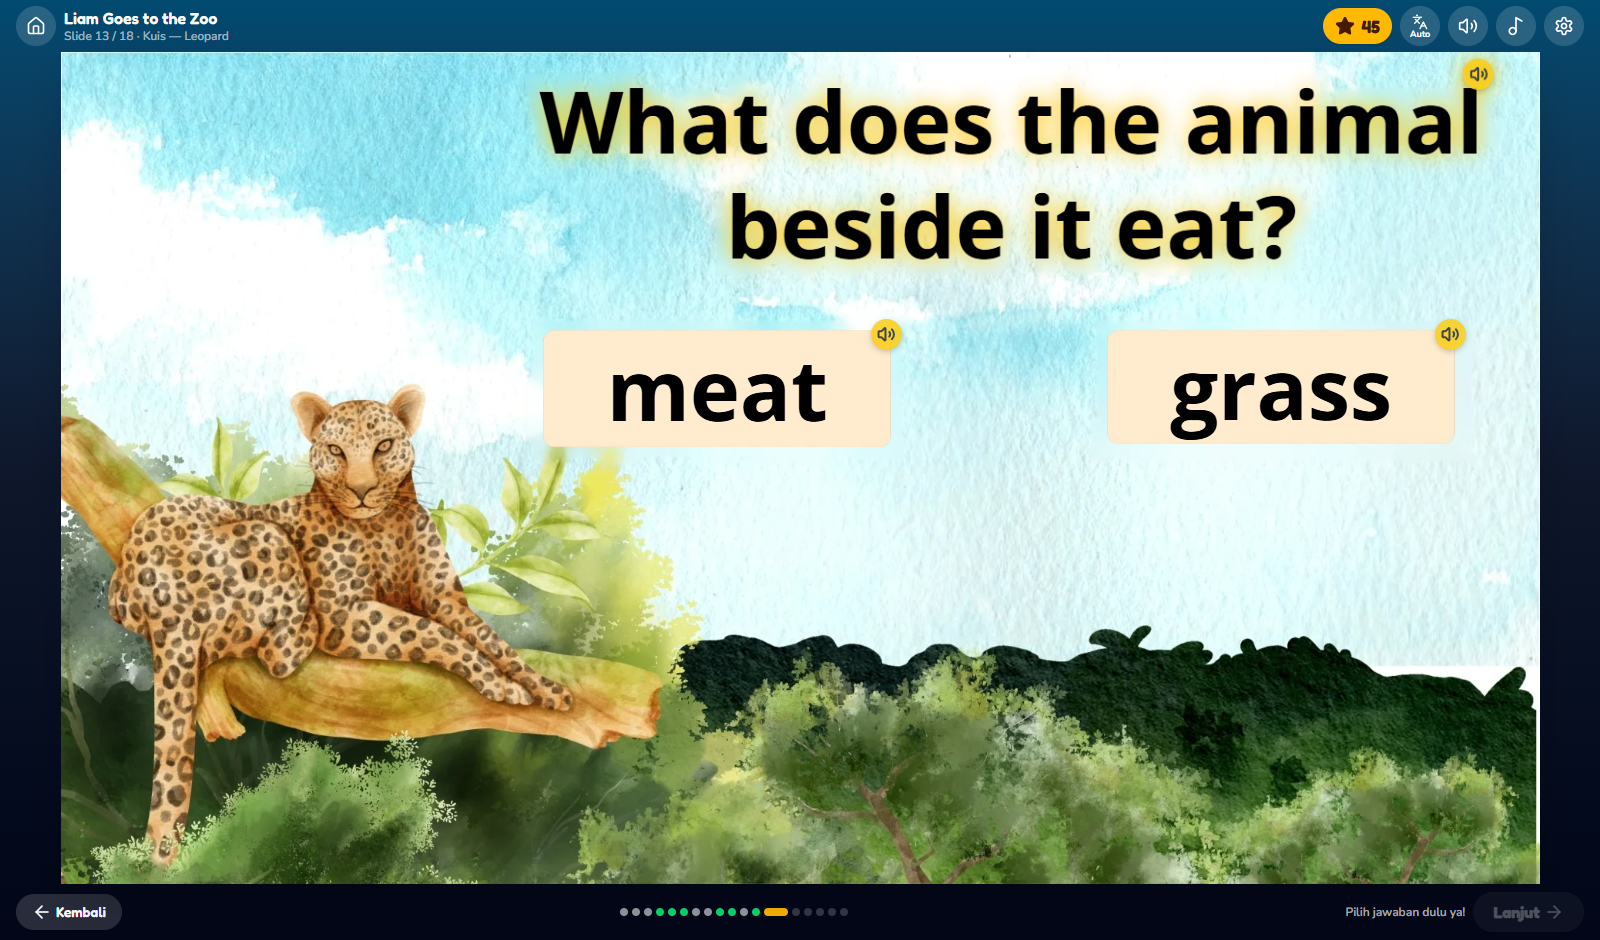 Liam Goes to the Zoo
Slide 13 / 18 · Kuis — Leopard
45
Auto
What does the animal
beside it eat?
meat
grass
Kembali
Pilih jawaban dulu ya!
Lanjut